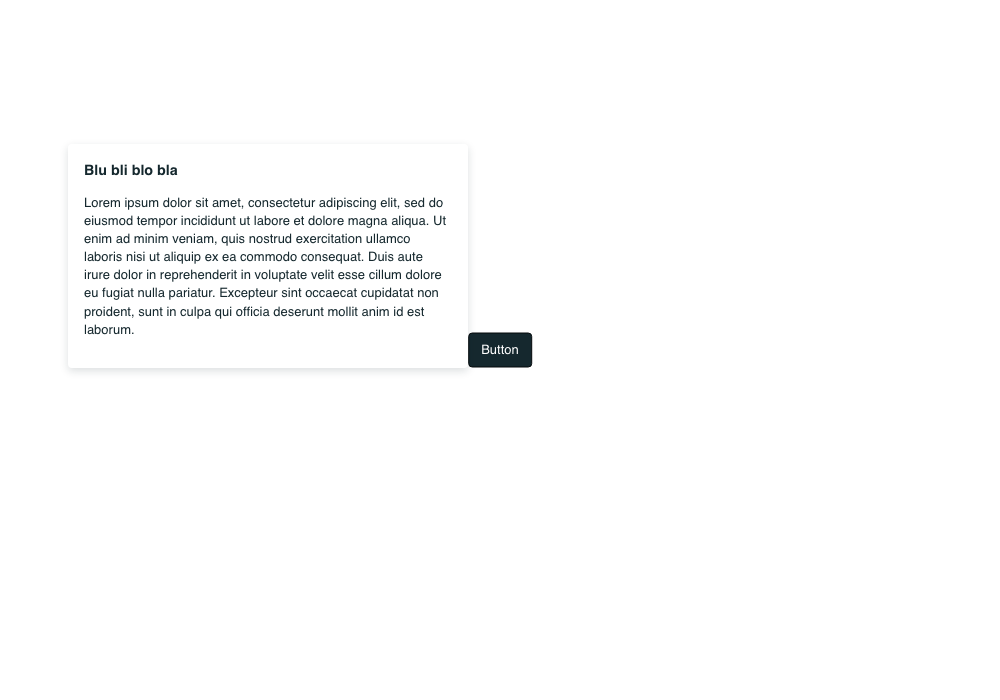 Blu bli blo bla
Lorem ipsum dolor sit amet, consectetur adipiscing elit, sed do
eiusmod tempor incididunt ut labore et dolore magna aliqua. Ut
enim ad minim veniam, quis nostrud exercitation ullamco
laboris nisi ut aliquip ex ea commodo consequat. Duis aute
irure dolor in reprehenderit in voluptate velit esse cillum dolore
eu fugiat nulla pariatur. Excepteur sint occaecat cupidatat non
proident, sunt in culpa qui officia deserunt mollit anim id est
laborum.
Button